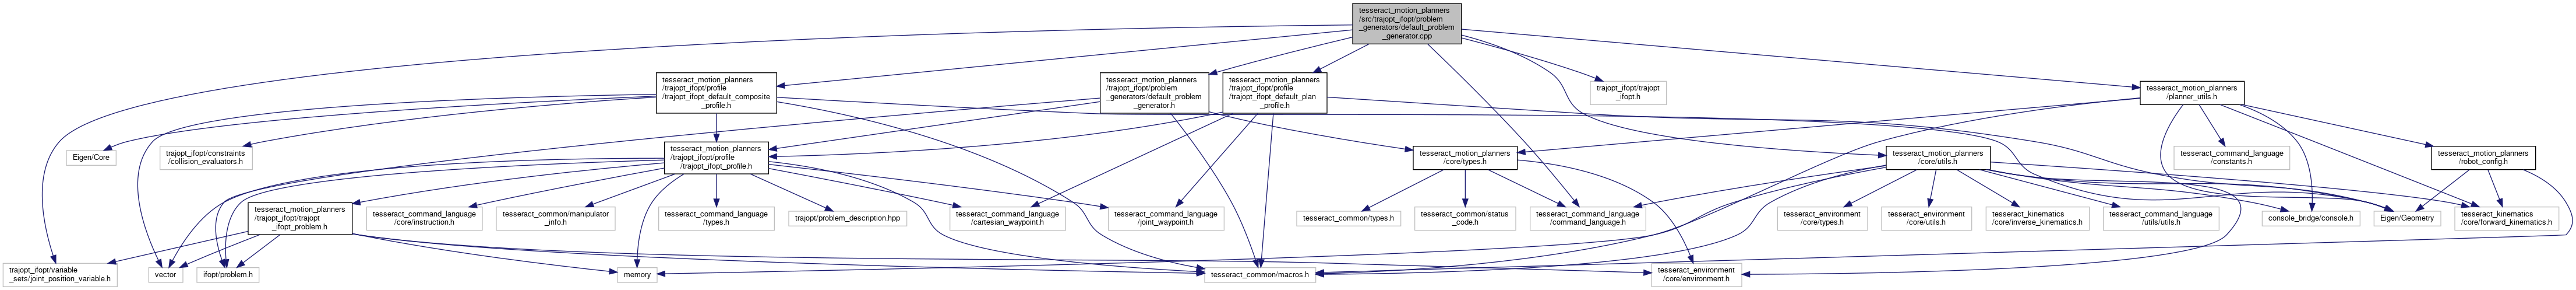 tesseract_motion_planners
/src/trajopt_ifopt/problem
_generators/default_problem
_generator.cpp
tesseract_motion_planners
/trajopt_ifopt/profile
/trajopt_ifopt_default_composite
_profile.h
tesseract_motion_planners
/trajopt_ifopt/problem
_generators/default_problem
_generator.h
tesseract_motion_planners
/trajopt_ifopt/profile
/trajopt_ifopt_default_plan
_profile.h
trajopt_ifopt/trajopt
_ifopt.h
tesseract_motion_planners
/planner_utils.h
Eigen/Core
trajopt_ifopt/constraints
/collision_evaluators.h
tesseract_motion_planners
/trajopt_ifopt/profile
/trajopt_ifopt_profile.h
tesseract_motion_planners
/core/types.h
tesseract_motion_planners
/core/utils.h
tesseract_command_language
/constants.h
tesseract_motion_planners
/robot_config.h
tesseract_motion_planners
/trajopt_ifopt/trajopt
_ifopt_problem.h
tesseract_command_language
/core/instruction.h
tesseract_common/manipulator
_info.h
tesseract_command_language
/types.h
trajopt/problem_description.hpp
tesseract_command_language
/cartesian_waypoint.h
tesseract_command_language
/joint_waypoint.h
tesseract_common/types.h
tesseract_common/status
_code.h
tesseract_command_language
/command_language.h
tesseract_environment
/core/types.h
tesseract_environment
/core/utils.h
tesseract_kinematics
/core/inverse_kinematics.h
tesseract_command_language
/utils/utils.h
console_bridge/console.h
Eigen/Geometry
tesseract_kinematics
/core/forward_kinematics.h
trajopt_ifopt/variable
_sets/joint_position_variable.h
vector
ifopt/problem.h
memory
tesseract_common/macros.h
tesseract_environment
/core/environment.h